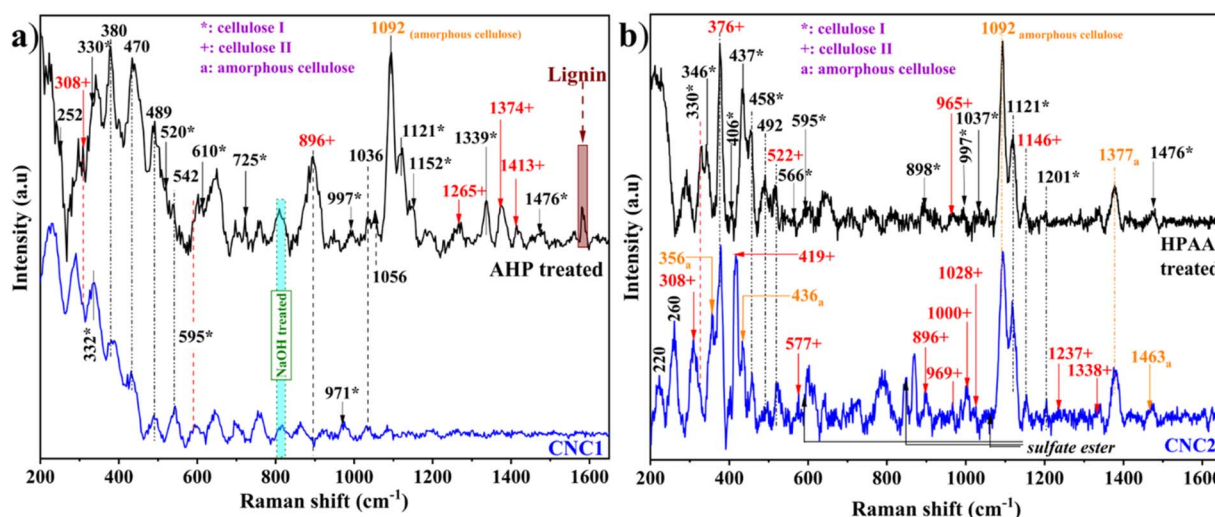 a)
*: cellulose I
+: cellulose II
a: amorphous cellulose
1092 (amorphous cellulose)
Lignin
252
308+
330*
380
470
489
520*
542
610*
725*
896+
997*
1036
1056
1121*
1152*
1265+
1339*
1374+
1413+
1476*
AHP treated
NaOH treated
332*
595*
971*
CNC1
Intensity (a.u)
200 400 600 800 1000 1200 1400 1600
Raman shift (cm-1)
b)
*: cellulose I
+: cellulose II
a: amorphous cellulose
1092 amorphous cellulose
330*
346*
376+
406*
437*
458*
492
522+
566*
595*
898*
965+
997*
1037*
1121*
1146+
1201*
1377a
1476*
HPAA
treated
220
260
308+
356a
419+
436a
577+
896+
969+
1000+
1028+
1237+
1338+
1463a
sulfate ester
CNC2
Intensity (a.u)
200 400 600 800 1000 1200 1400 1600
Raman shift (cm-1)